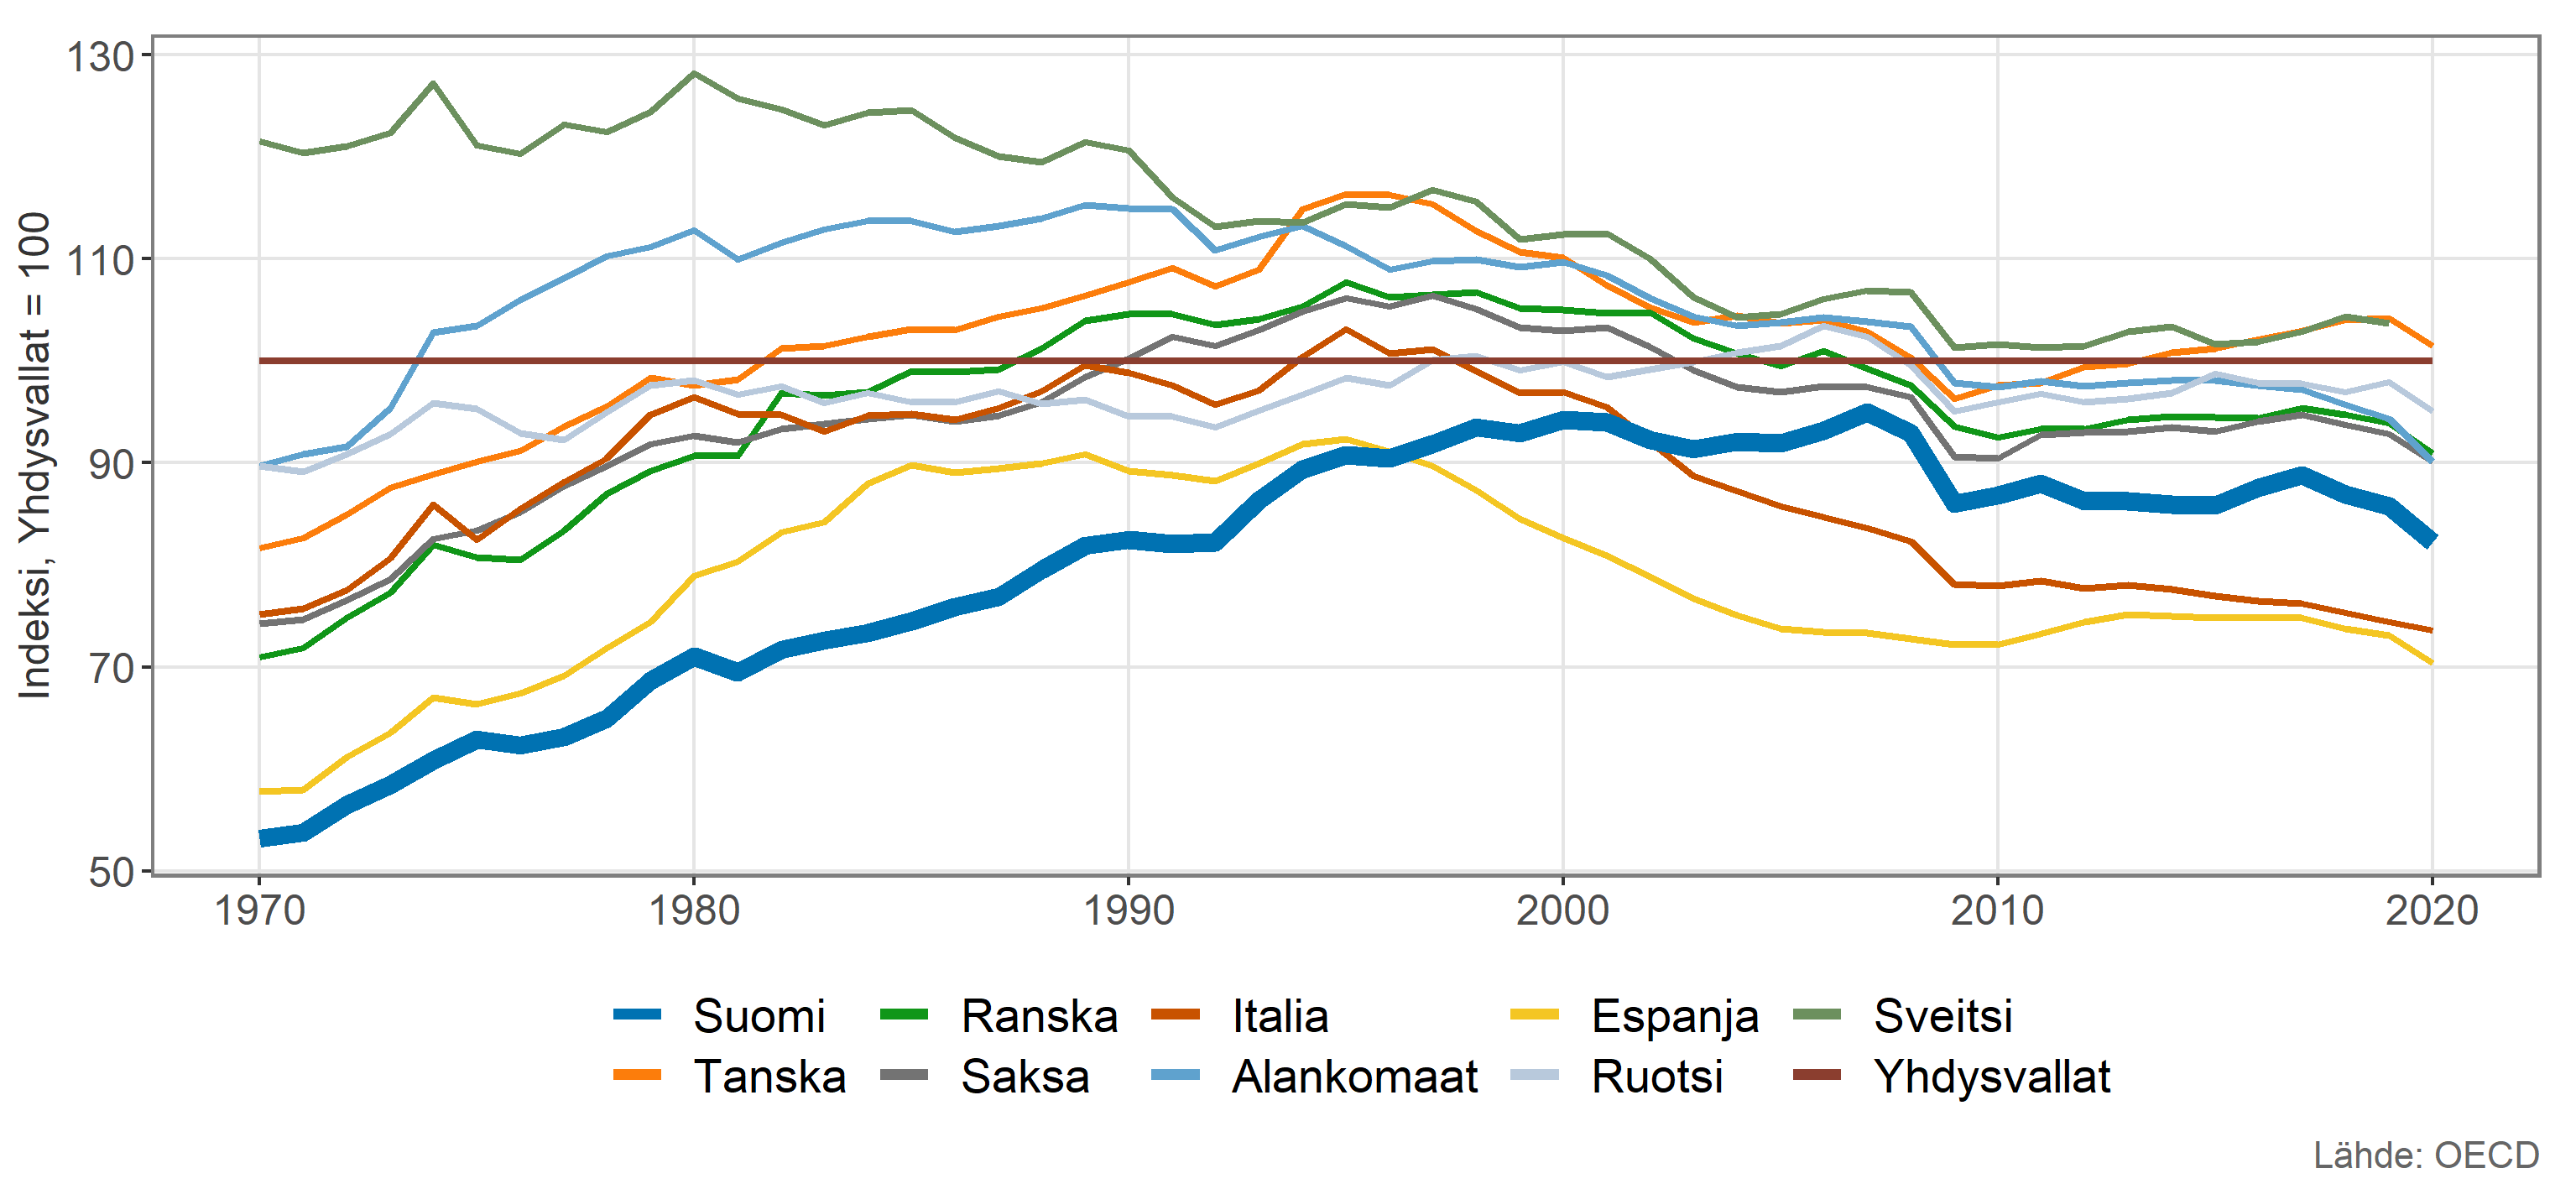 Indeksi, Yhdysvallat = 100
130
110
90
70
50
1970 1980 1990 2000 2010 2020
Suomi Ranska Italia Espanja Sveitsi
Tanska Saksa Alankomaat Ruotsi Yhdysvallat
Lähde: OECD